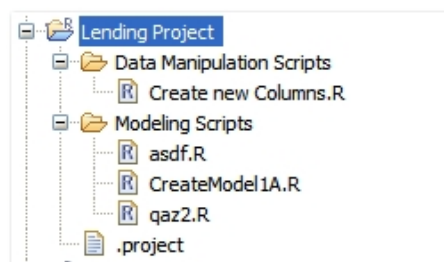 Lending Project
Data Manipulation Scripts
Create new Columns.R
Modeling Scripts
asdf.R
CreateModel1A.R
qaz2.R
.project